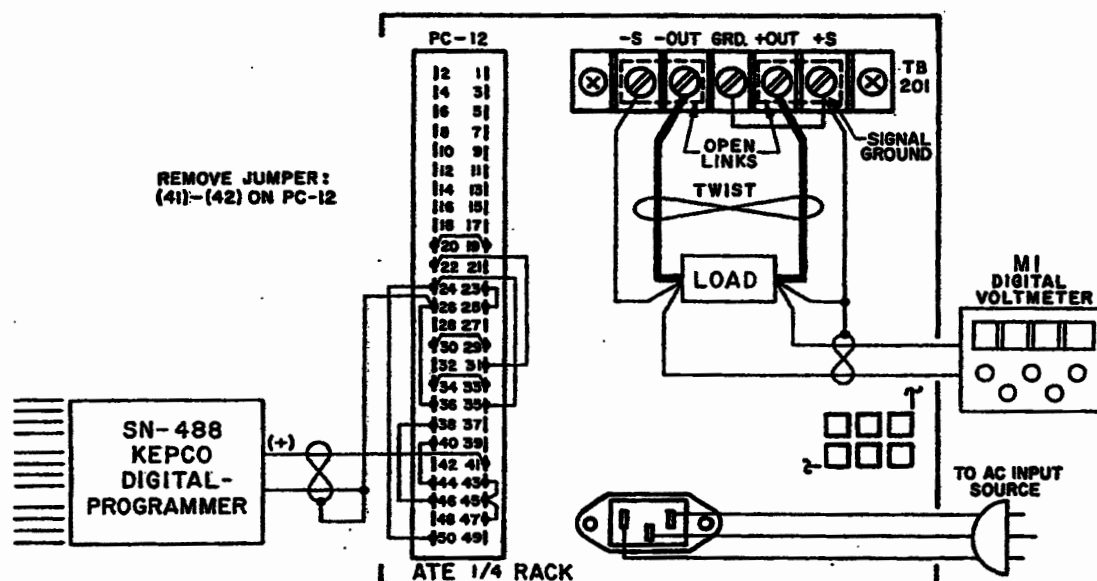 PC-12
-S -OUT GRD. +OUT +S
TB
201
2 1
4 3
6 5
8 7
10 9
12 11
14 13
16 15
18 17
20 19
22 21
24 23
26 25
28 27
30 29
32 31
34 33
36 35
38 37
40 39
42 41
44 43
46 45
48 47
50 49
OPEN
LINKS
SIGNAL
GROUND
REMOVE JUMPER:
(41)-(42) ON PC-12
TWIST
LOAD
M1
DIGITAL
VOLTMETER
SN-488
KEPCO
DIGITAL-
PROGRAMMER
(+)
TO AC INPUT
SOURCE
ATE 1/4 RACK